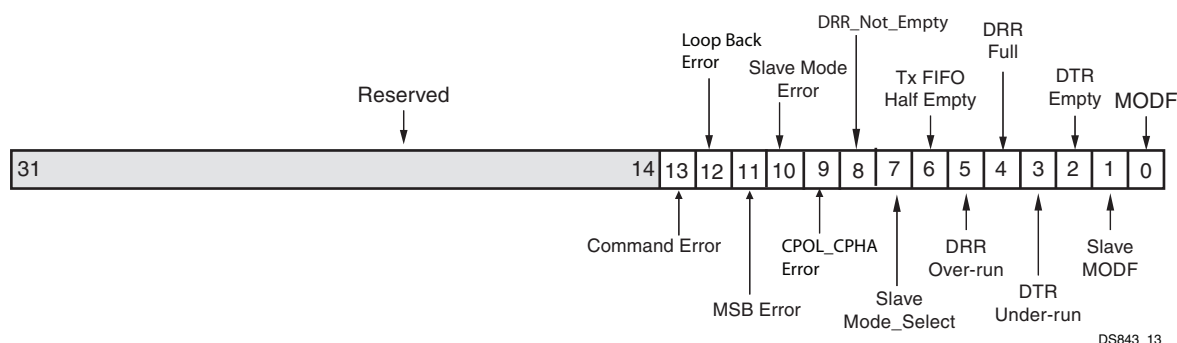 DRR_Not_Empty
DRR
Full
Loop Back
Error
Slave Mode
Error
Tx FIFO
Half Empty
DTR
Empty
MODF
Reserved
31 14 13 12 11 10 9 8 7 6 5 4 3 2 1 0
Command Error
CPOL_CPHA
Error
DRR
Over-run
Slave
MODF
MSB Error
Slave
Mode_Select
DTR
Under-run
DS843_13